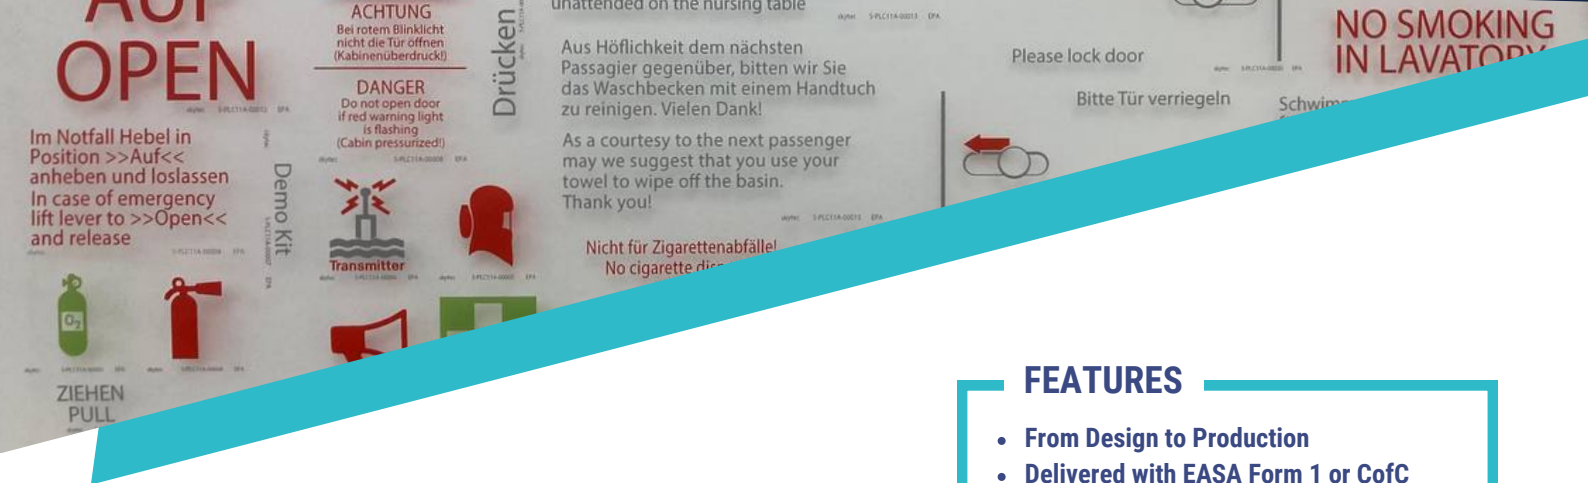 AUF
OPEN
Im Notfall Hebel in
Position >>Auf<<
anheben und loslassen
In case of emergency
lift lever to >>Open<<
and release
O2
ZIEHEN
PULL
Demo Kit
ACHTUNG
Bei rotem Blinklicht
nicht die Tür öffnen
(Kabinenüberdruck!)
DANGER
Do not open door
if red warning light
is flashing
(Cabin pressurized!)
Transmitter
Drücken
unattended on the nursing table
Aus Höflichkeit dem nächsten
Passagier gegenüber, bitten wir Sie
das Waschbecken mit einem Handtuch
zu reinigen. Vielen Dank!
As a courtesy to the next passenger
may we suggest that you use your
towel to wipe off the basin.
Thank you!
Nicht für Zigarettenabfälle!
No cigarette
Please lock door
Bitte Tür verriegeln
NO SMOKING
IN LAVATORY
FEATURES
• From Design to Production
• Delivered with EASA Form 1 or CofC